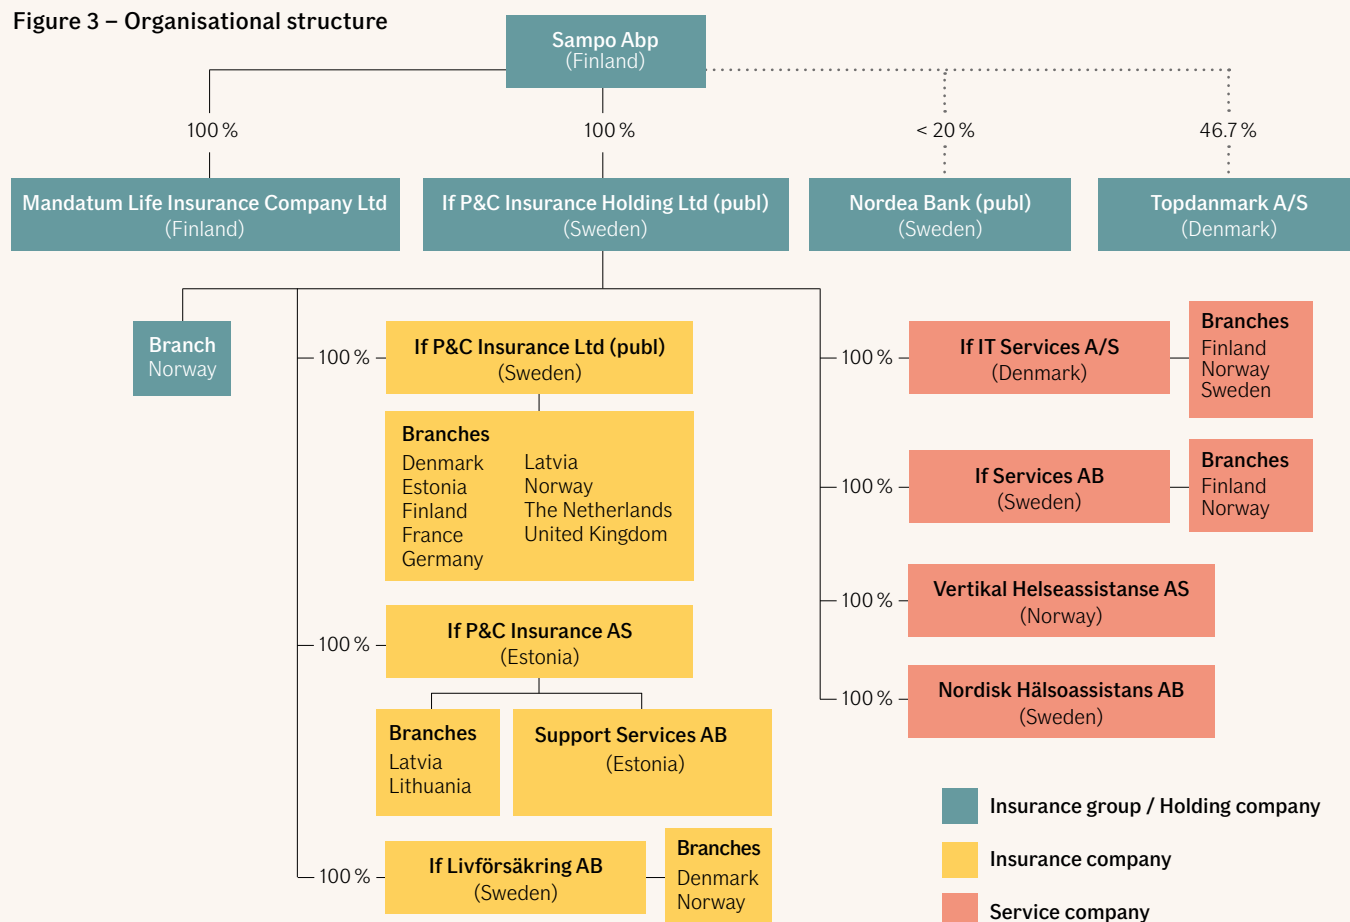 Figure 3 – Organisational structure
Sampo Abp
(Finland)
100 %
100 %
< 20 %
46.7 %
Mandatum Life Insurance Company Ltd
(Finland)
If P&C Insurance Holding Ltd (publ)
(Sweden)
Nordea Bank (publ)
(Sweden)
Topdanmark A/S
(Denmark)
Branch
Norway
100 %
If P&C Insurance Ltd (publ)
(Sweden)
Branches
Denmark
Estonia
Finland
France
Germany
Latvia
Norway
The Netherlands
United Kingdom
100 %
If P&C Insurance AS
(Estonia)
Branches
Latvia
Lithuania
Support Services AB
(Estonia)
100 %
If Livförsäkring AB
(Sweden)
Branches
Denmark
Norway
100 %
If IT Services A/S
(Denmark)
Branches
Finland
Norway
Sweden
100 %
If Services AB
(Sweden)
Branches
Finland
Norway
100 %
Vertikal Helseassistanse AS
(Norway)
100 %
Nordisk Hälsoassistans AB
(Sweden)
Insurance group / Holding company
Insurance company
Service company